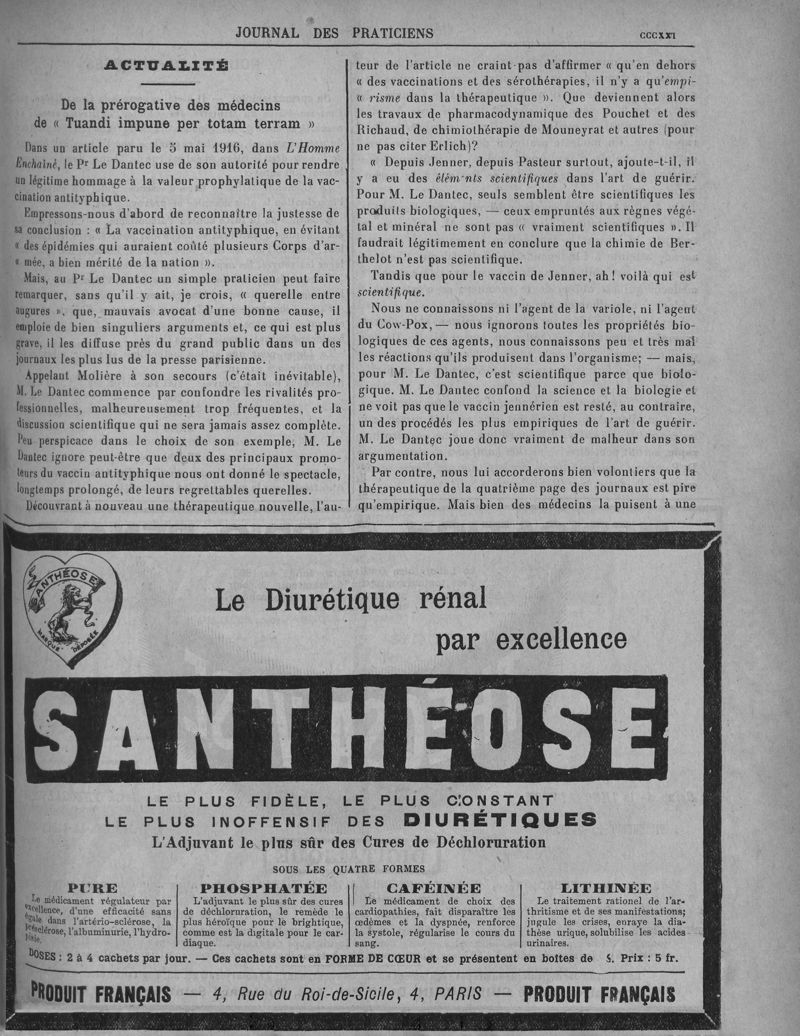 JOURNAL DES PRATICIENS
CCCXXI
ACTUALITÉ
De la prérogative des médecins
de « Tuandi impune per totam terram »
Dans un article paru le 5 mai 1916, dans L'Homme
Enchaîné, le Pr Le Dantec use de son autorité pour rendre
un légitime hommage à la valeur prophylatique de la vac-
cination antityphique.
Empressons-nous d'abord de reconnaître la justesse de
sa conclusion : « La vaccination antityphique, en évitant
« des épidémies qui auraient coûté plusieurs Corps d'ar-
« mée, a bien mérité de la nation ».
Mais, au Pr Le Dantec un simple praticien peut faire
remarquer, sans qu'il y ait, je crois, « querelle entre
augures ». que, mauvais avocat d'une bonne cause, il
emploie de bien singuliers arguments et, ce qui est plus
grave, il les diffuse près du grand public dans un des
journaux les plus lus de la presse parisienne.
Appelant Molière à son secours (c'était inévitable),
M. Le Dantec commence par confondre les rivalités pro-
fessionnelles, malheureusement trop fréquentes, et la
discussion scientifique qui ne sera jamais assez complète.
Peu perspicace dans le choix de son exemple, M. Le
Dantec ignore peut-être que deux des principaux promo-
teurs du vaccin antityphique nous ont donné le spectacle,
longtemps prolongé, de leurs regrettables querelles.
Découvrant à nouveau une thérapeutique nouvelle, l'au-
teur de l'article ne craint pas d'affirmer « qu'en dehors
« des vaccinations et des sérothérapies, il n'y a qu'empi-
« risme dans la thérapeutique ». Que deviennent alors
les travaux de pharmacodynamique des Pouchet et des
Richaud, de chimiothérapie de Mouneyrat et autres (pour
ne pas citer Erlich)?
« Depuis Jenner, depuis Pasteur surtout, ajoute-t-il, il
y a eu des élém nts scientifiques dans l'art de guérir.
Pour M. Le Dantec, seuls semblent être scientifiques les
produits biologiques, — ceux empruntés aux règnes végé-
tal et minéral ne sont pas « vraiment scientifiques ». Il
faudrait légitimement en conclure que la chimie de Ber-
thelot n'est pas scientifique.
Tandis que pour le vaccin de Jenner, ah! voilà qui est
scientifique.
Nous ne connaissons ni l'agent de la variole, ni l'agent
du Cow-Pox, — nous ignorons toutes les propriétés bio-
logiques de ces agents, nous connaissons peu et très mal
les réactions qu'ils produisent dans l'organisme; — mais,
pour M. Le Dantec, c'est scientifique parce que biolo-
gique. M. Le Dantec confond la science et la biologie et
ne voit pas que le vaccin jennérien est resté, au contraire,
un des procédés les plus empiriques de l'art de guérir.
M. Le Dantec joue donc vraiment de malheur dans son
argumentation.
Par contre, nous lui accorderons bien volontiers que la
thérapeutique de la quatrième page des journaux est pire
qu'empirique. Mais bien des médecins la puisent à une
SANTHÉOSE
MARQUE DÉPOSÉE
Le Diurétique rénal
par excellence
SANTHÉOSE
LE PLUS FIDÈLE, LE PLUS CONSTANT
LE PLUS INOFFENSIF DES DIURÉTIQUES
L'Adjuvant le plus sûr des Cures de Déchloruration
SOUS LES QUATRE FORMES
PURE
Le médicament régulateur par
excellence, d'une efficacité sans
égale dans l'artério-sclérose, la
présclérose, l'albuminurie, l'hydro-
pisie.
PHOSPHATÉE
L'adjuvant le plus sûr des cures
de déchloruration, le remède le
plus héroïque pour le brightique,
comme est la digitale pour le car-
diaque.
CAFÉINÉE
Le médicament de choix des
cardiopathies, fait disparaître les
œdèmes et la dyspnée, renforce
la systole, régularise le cours du
sang.
LITHINÉE
Le traitement rationel de l'ar-
thritisme et de ses manifestations;
jugule les crises, enraye la dia-
thèse urique, solubilise les acides
urinaires.
DOSES : 2 à 4 cachets par jour. — Ces cachets sont en FORME DE CŒUR et se présentent en boîtes de Prix : 5 fr.
PRODUIT FRANÇAIS — 4, Rue du Roi-de-Sicile, 4, PARIS — PRODUIT FRANÇAIS